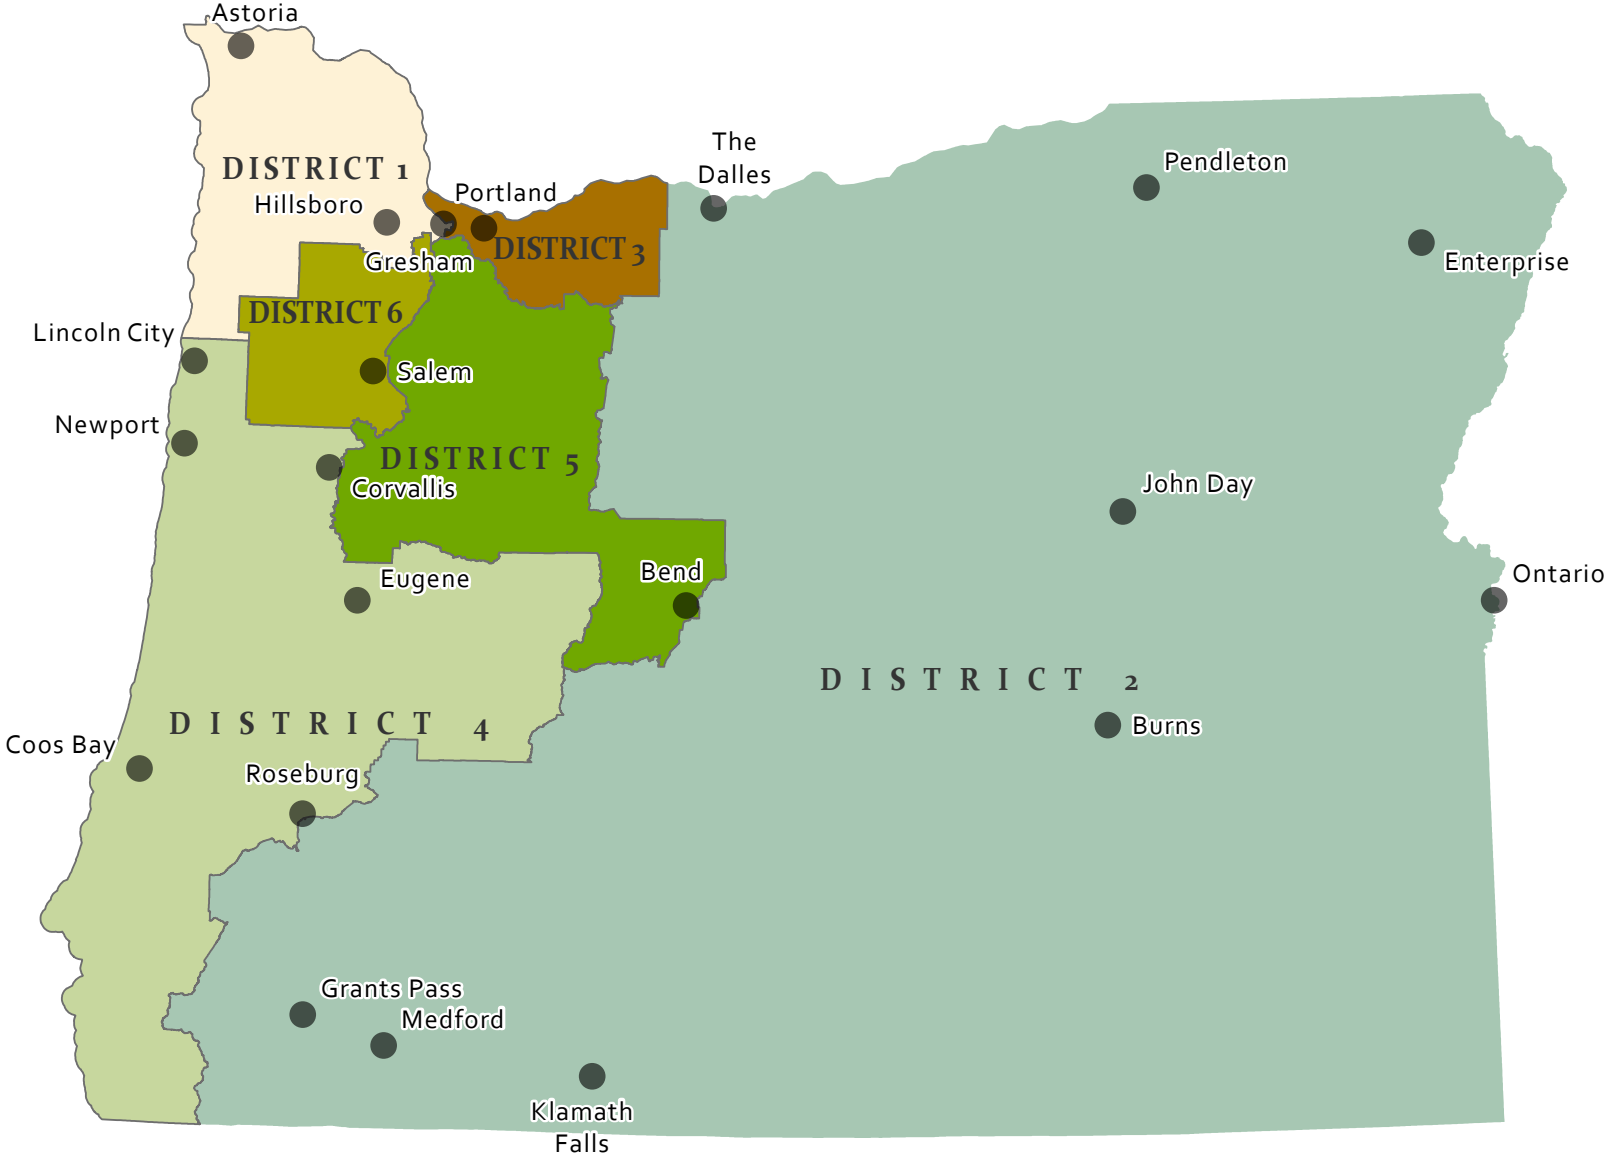 Astoria
The
Dalles
Pendleton
DISTRICT 1
Hillsboro
Portland
DISTRICT 3
Gresham
Enterprise
DISTRICT 6
Lincoln City
Salem
Newport
DISTRICT 5
Corvallis
John Day
Eugene
Bend
Ontario
DISTRICT 2
DISTRICT 4
Burns
Coos Bay
Roseburg
Grants Pass
Medford
Klamath
Falls